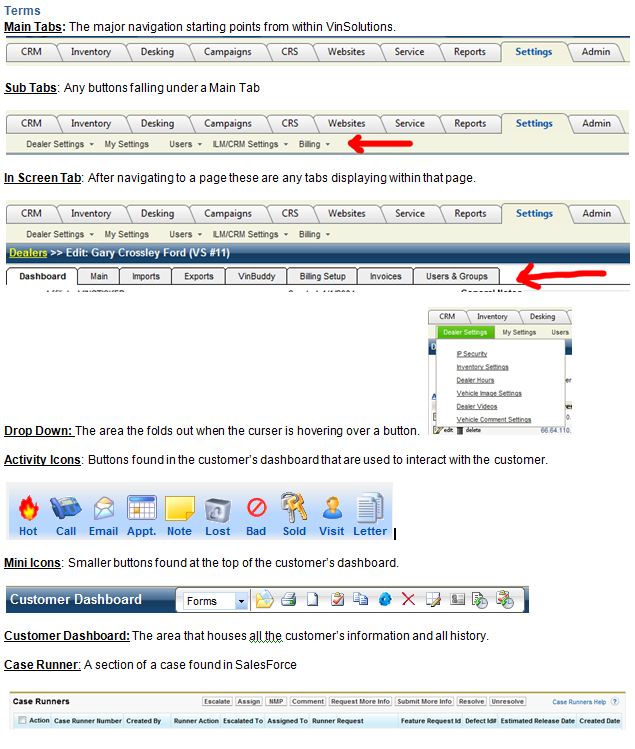 Terms
Main Tabs: The major navigation starting points from within VinSolutions.
CRM Inventory Desking Campaigns CRS Websites Service Reports Settings Admin
Sub Tabs: Any buttons falling under a Main Tab
CRM Inventory Desking Campaigns CRS Websites Service Reports Settings Admin
Dealer Settings My Settings Users ILM/CRM Settings Billing
In Screen Tab: After navigating to a page these are any tabs displaying within that page.
CRM Inventory Desking Campaigns CRS Websites Service Reports Settings Admin
Dealer Settings My Settings Users ILM/CRM Settings Billing
Dealers >> Edit: Gary Crossley Ford (VS #11)
Dashboard Main Imports Exports VinBuddy Billing Setup Invoices Users & Groups
CRM Inventory Desking
Dealer Settings My Settings Users
IP Security
Inventory Settings
Dealer Hours
Vehicle Image Settings
Dealer Videos
Vehicle Comment Settings
edit delete 66.64.110.
Drop Down: The area the folds out when the curser is hovering over a button.
Activity Icons: Buttons found in the customer's dashboard that are used to interact with the customer.
Hot Call Email Appt. Note Lost Bad Sold Visit Letter
Mini Icons: Smaller buttons found at the top of the customer's dashboard.
Customer Dashboard Forms
Customer Dashboard: The area that houses all the customer's information and all history.
Case Runner: A section of a case found in SalesForce
Case Runners Escalate Assign NMP Comment Request More Info Submit More Info Resolve Unresolve Case Runners Help ?
Action Case Runner Number Created By Runner Action Escalated To Assigned To Runner Request Feature Request Id Defect Id# Estimated Release Date Created Date